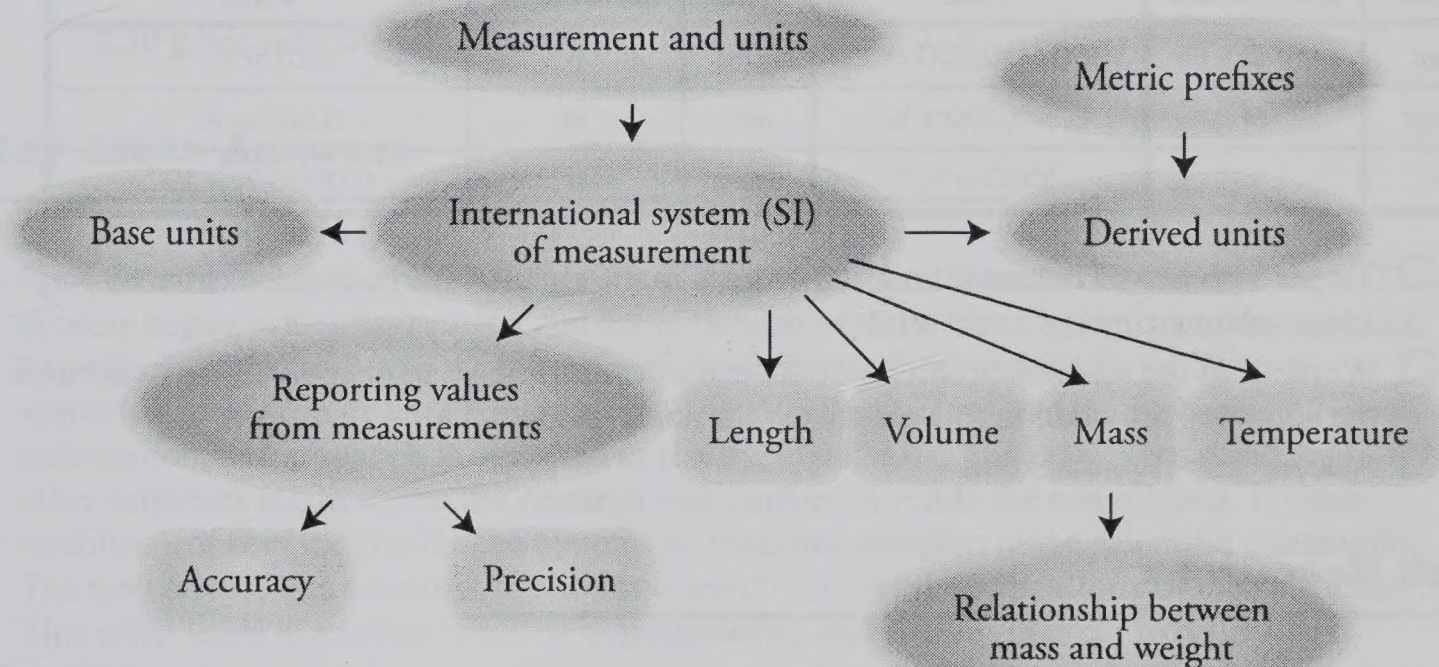 Measurement and units
Metric prefixes
Base units
International system (SI)
of measurement
Derived units
Reporting values
from measurements
Length
Volume
Mass
Temperature
Accuracy
Precision
Relationship between
mass and weight